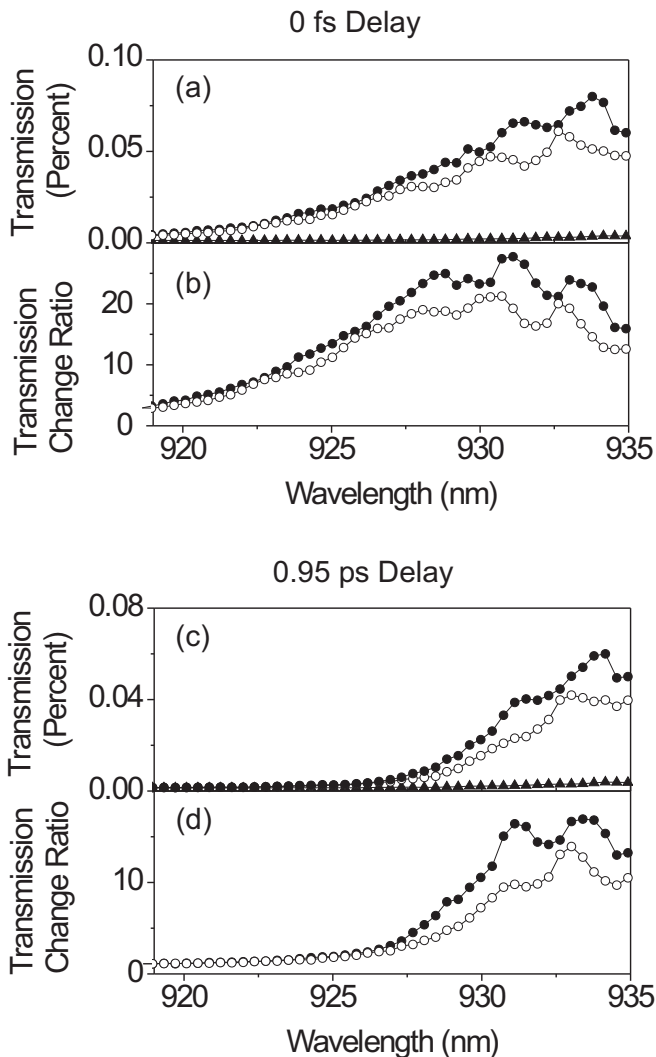 0 fs Delay
0.10
0.05
0.00
Transmission
(Percent)
(a)
20
10
0
Transmission
Change Ratio
(b)
920 925 930 935
Wavelength (nm)
0.95 ps Delay
0.08
0.04
0.00
Transmission
(Percent)
(c)
10
0
Transmission
Change Ratio
(d)
920 925 930 935
Wavelength (nm)